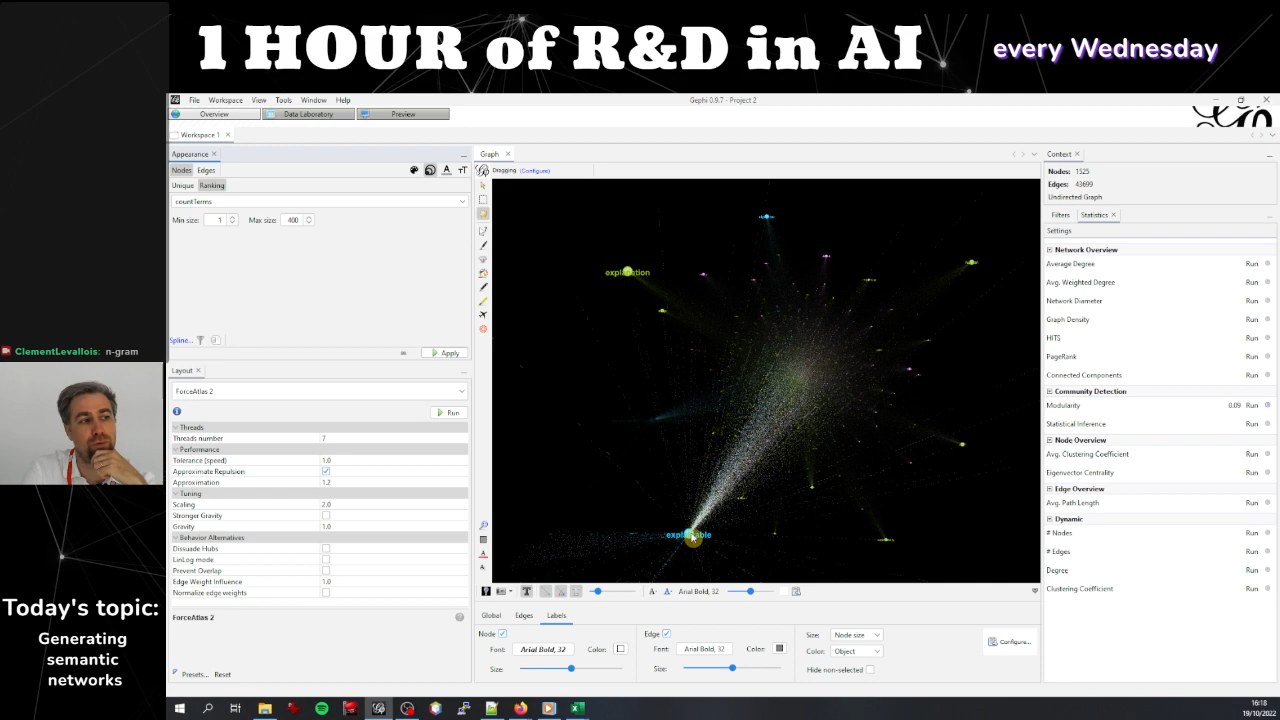 1 HOUR of R&D in AI
every Wednesday
Gephi 0.9.7 - Project 2
File Workspace View Tools Window Help
Overview Data Laboratory Preview
Workspace 1
Appearance
Nodes Edges
Unique Ranking
countTerms
Min size: 1 Max size: 400
Spline...
Apply
Layout
ForceAtlas 2
Run
Threads
Threads number 7
Performance
Tolerance (speed) 1.0
Approximate Repulsion
Approximation 1.2
Tuning
Scaling 2.0
Stronger Gravity
Gravity 1.0
Behavior Alternatives
Dissuade Hubs
LinLog mode
Prevent Overlap
Edge Weight Influence 1.0
Normalize edge weights
ForceAtlas 2
Presets... Reset
Graph
Dragging (Configure)
explanation
Arial Bold, 32
Global Edges Labels
Node
Font: Arial Bold, 32 Color:
Size:
Edge
Font: Arial Bold, 32 Color:
Size:
Size: Node size
Color: Object
Hide non-selected
Configure...
Context
Nodes: 1525
Edges: 43699
Undirected Graph
Filters Statistics
Settings
Network Overview
Average Degree Run
Avg. Weighted Degree Run
Network Diameter Run
Graph Density Run
HITS Run
PageRank Run
Connected Components Run
Community Detection
Modularity 0.09 Run
Statistical Inference Run
Node Overview
Avg. Clustering Coefficient Run
Eigenvector Centrality Run
Edge Overview
Avg. Path Length Run
Dynamic
# Nodes Run
# Edges Run
Degree Run
Clustering Coefficient Run
ClementLevallois: n-gram
Today's topic:
Generating
semantic
networks
16:18
19/10/2022